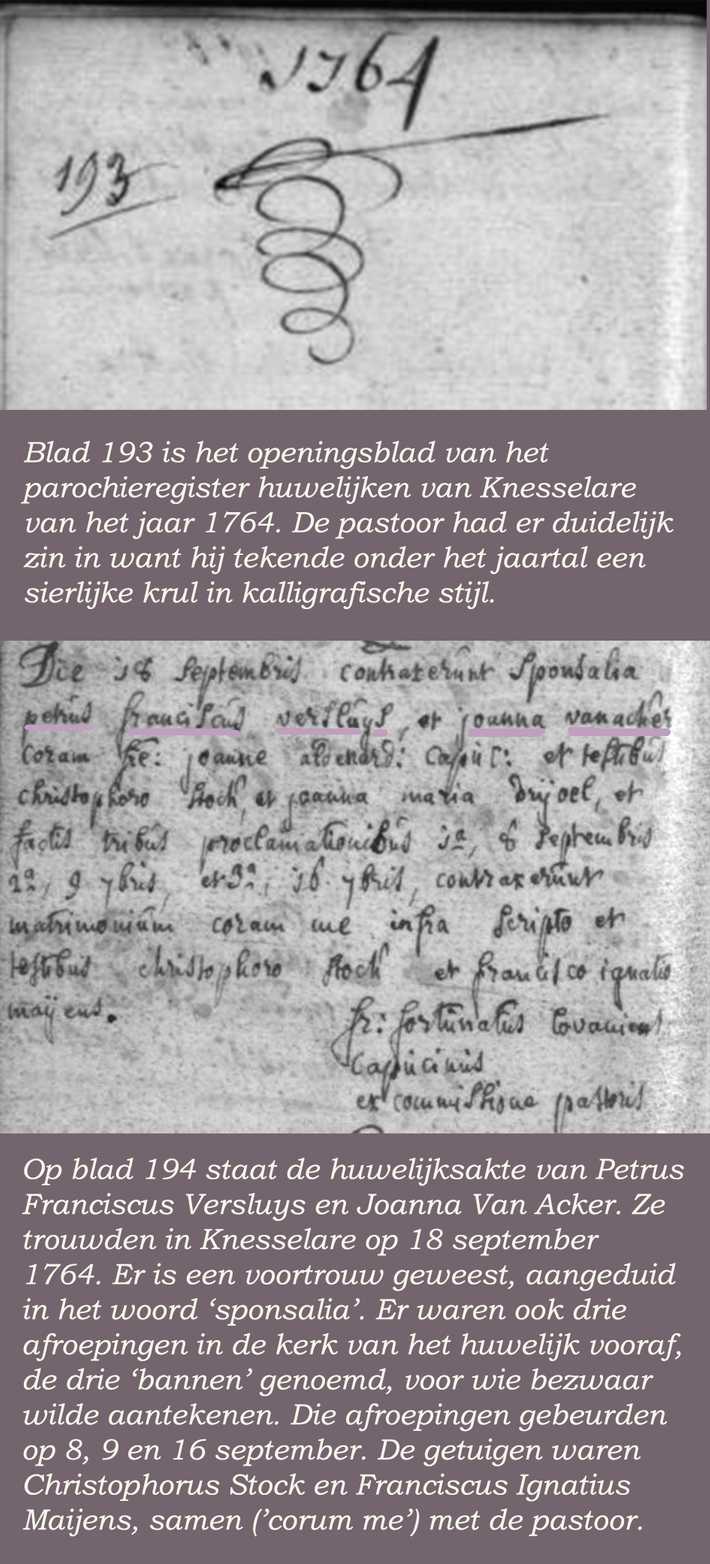 1764
193
Blad 193 is het openingsblad van het
parochieregister huwelijken van Knesselare
van het jaar 1764. De pastoor had er duidelijk
zin in want hij tekende onder het jaartal een
sierlijke krul in kalligrafische stijl.
Die 18 Septembris contraxerunt Sponsalia
petrus franciscus versluys, et joanna vanacker
coram fr: joanne et testibus
christophoro Stock, et joanna maria et
factis tribus proclamationibus 1a, 8 Septembris
2a, 9 7bris, et 3a, 16 7bris, contraxerunt
matrimonium coram me infra scripto et
testibus christophoro Stock et francisco ignatio
maijens.
fr: fortunatus
Capucinus
ex commissione pastoris
Op blad 194 staat de huwelijksakte van Petrus
Franciscus Versluys en Joanna Van Acker. Ze
trouwden in Knesselare op 18 september
1764. Er is een voortrouw geweest, aangeduid
in het woord ‘sponsalia’. Er waren ook drie
afroepingen in de kerk van het huwelijk vooraf,
de drie ‘bannen’ genoemd, voor wie bezwaar
wilde aantekenen. Die afroepingen gebeurden
op 8, 9 en 16 september. De getuigen waren
Christophorus Stock en Franciscus Ignatius
Maijens, samen (’corum me’) met de pastoor.